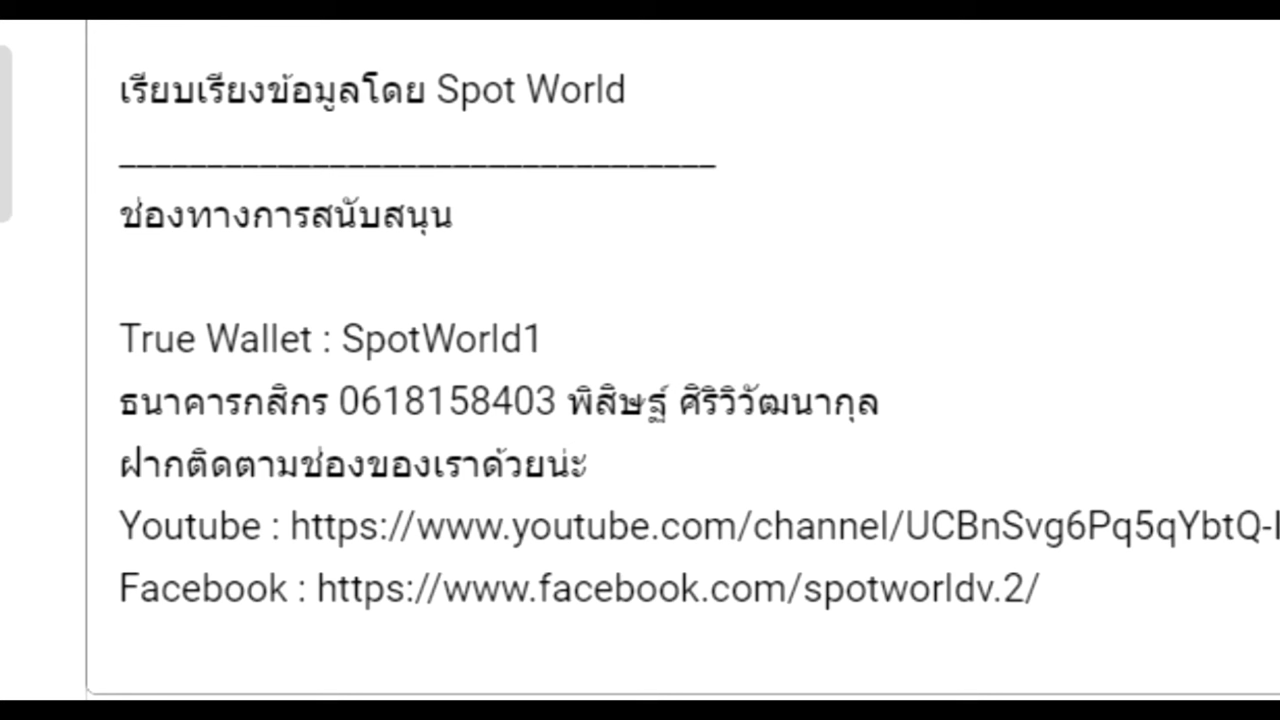 เรียบเรียงข้อมูลโดย Spot World
__________________________________
ช่องทางการสนับสนุน
True Wallet : SpotWorld1
ธนาคารกสิกร 0618158403 พิสิษฐ์ ศิริวิวัฒนากุล
ฝากติดตามช่องของเราด้วยน่ะ
Youtube : https://www.youtube.com/channel/UCBnSvg6Pq5qYbtQ-
Facebook : https://www.facebook.com/spotworldv.2/